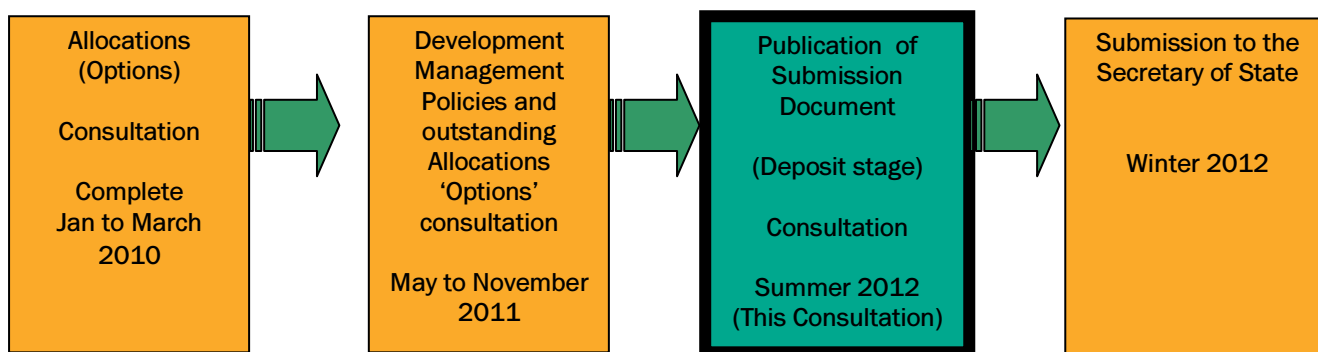 Allocations
(Options)
Consultation
Complete
Jan to March
2010
Development
Management
Policies and
outstanding
Allocations
‘Options’
consultation
May to November
2011
Publication of
Submission
Document
(Deposit stage)
Consultation
Summer 2012
(This Consultation)
Submission to the
Secretary of State
Winter 2012